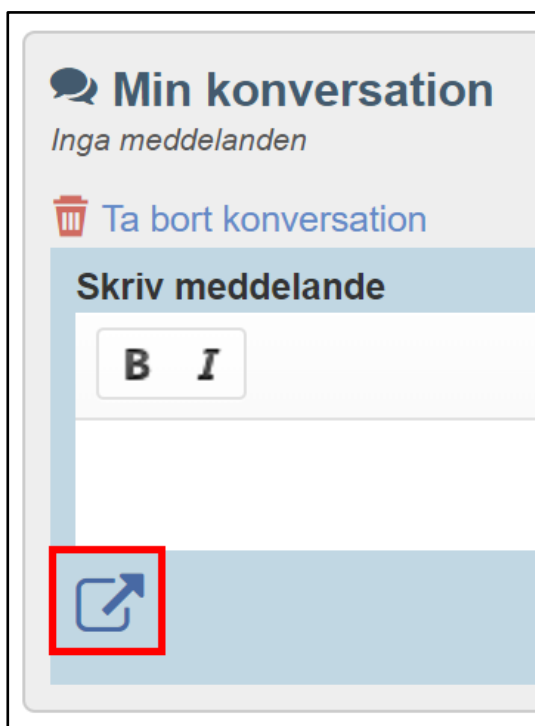 Min konversation
Inga meddelanden
Ta bort konversation
Skriv meddelande
B I